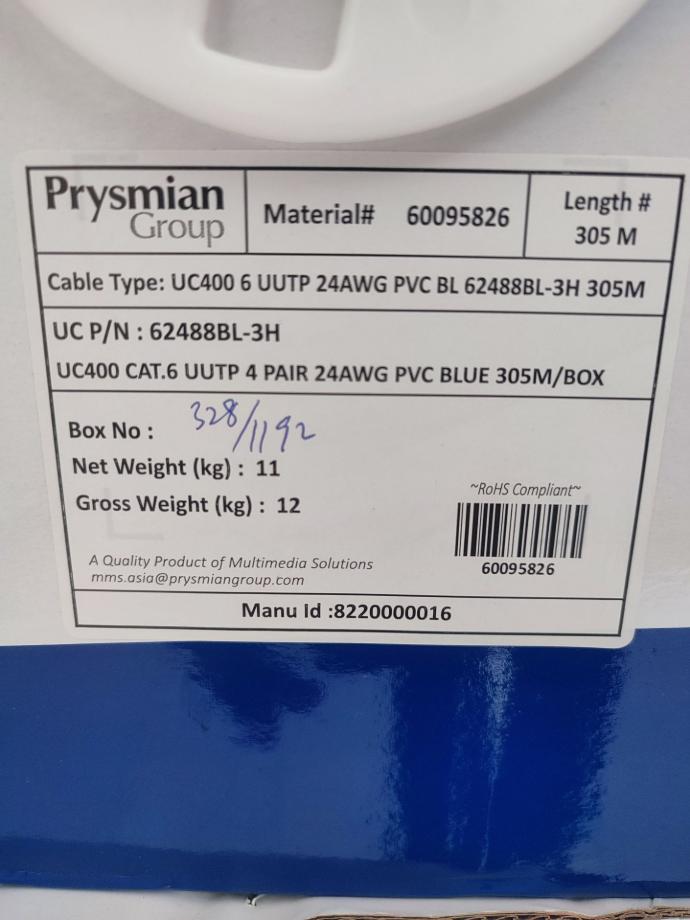 Prysmian
Group
Material# 60095826
Length #
305 M
Cable Type: UC400 6 UUTP 24AWG PVC BL 62488BL-3H 305M
UC P/N : 62488BL-3H
UC400 CAT.6 UUTP 4 PAIR 24AWG PVC BLUE 305M/BOX
Box No : 328/1192
Net Weight (kg) : 11
Gross Weight (kg) : 12
~RoHS Compliant~
60095826
A Quality Product of Multimedia Solutions
mms.asia@prysmiangroup.com
Manu Id :8220000016